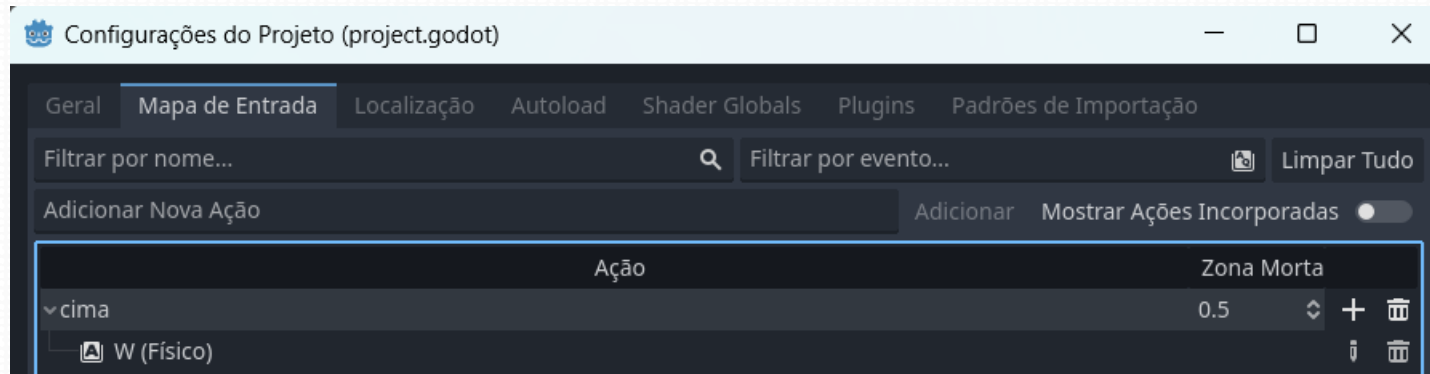 Configurações do Projeto (project.godot)
Geral Mapa de Entrada Localização Autoload Shader Globals Plugins Padrões de Importação
Filtrar por nome... Filtrar por evento... Limpar Tudo
Adicionar Nova Ação Adicionar Mostrar Ações Incorporadas
Ação Zona Morta
cima 0.5
W (Físico)